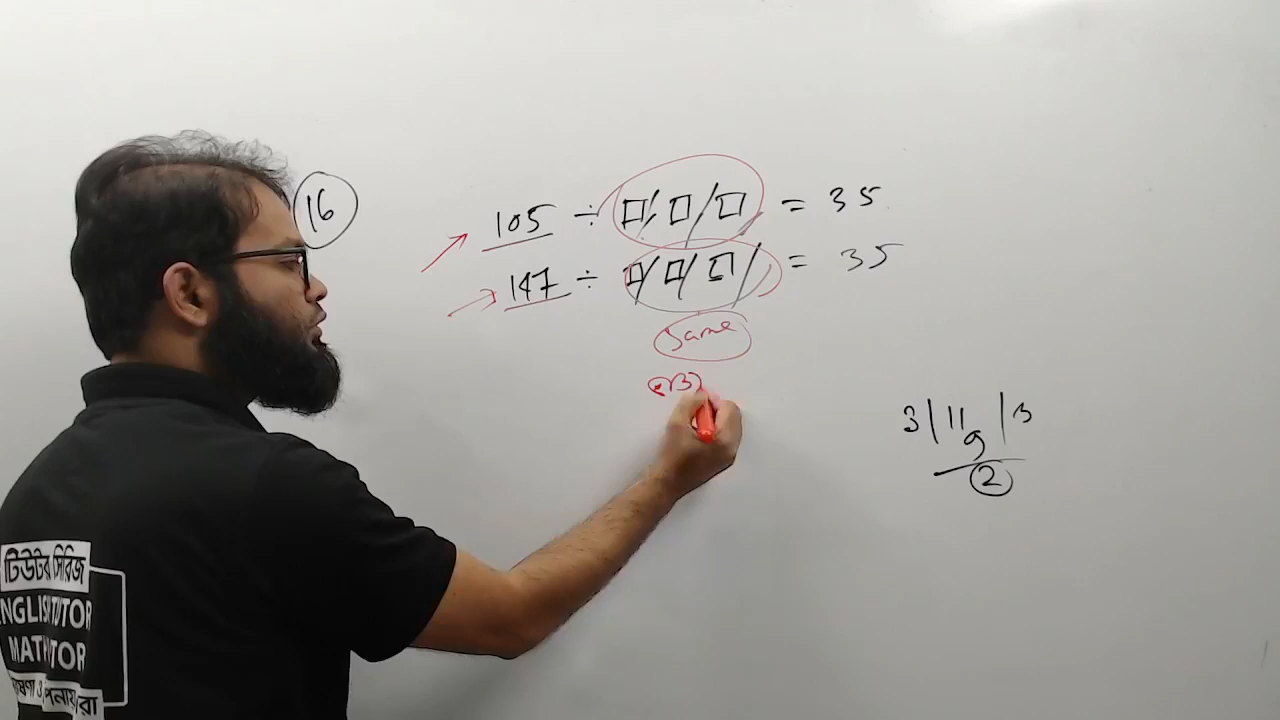 16
105 ÷ □/, □/□ = 35
147 ÷ □/□/□/ = 35
Same
3) 11 (3
9
2
টিউটর সিরিজ
ENGLISH TUTOR
MATH TUTOR